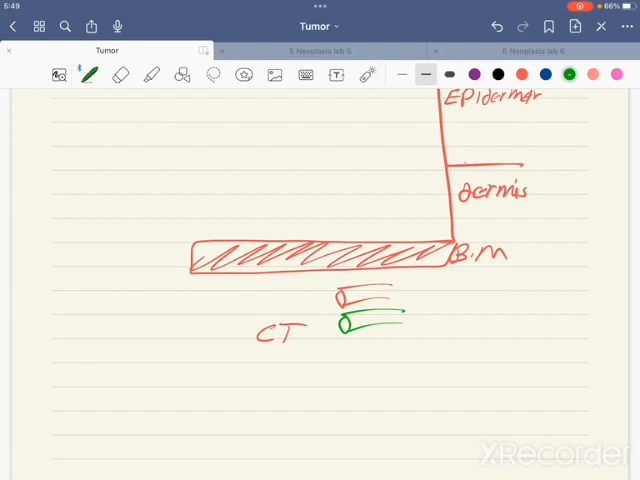 5:49
66%
Tumor
Tumor
5 Neoplasia lab 5
6 Neoplasia lab 6
Epidermar
dermis
B.M
CT
XRecorder